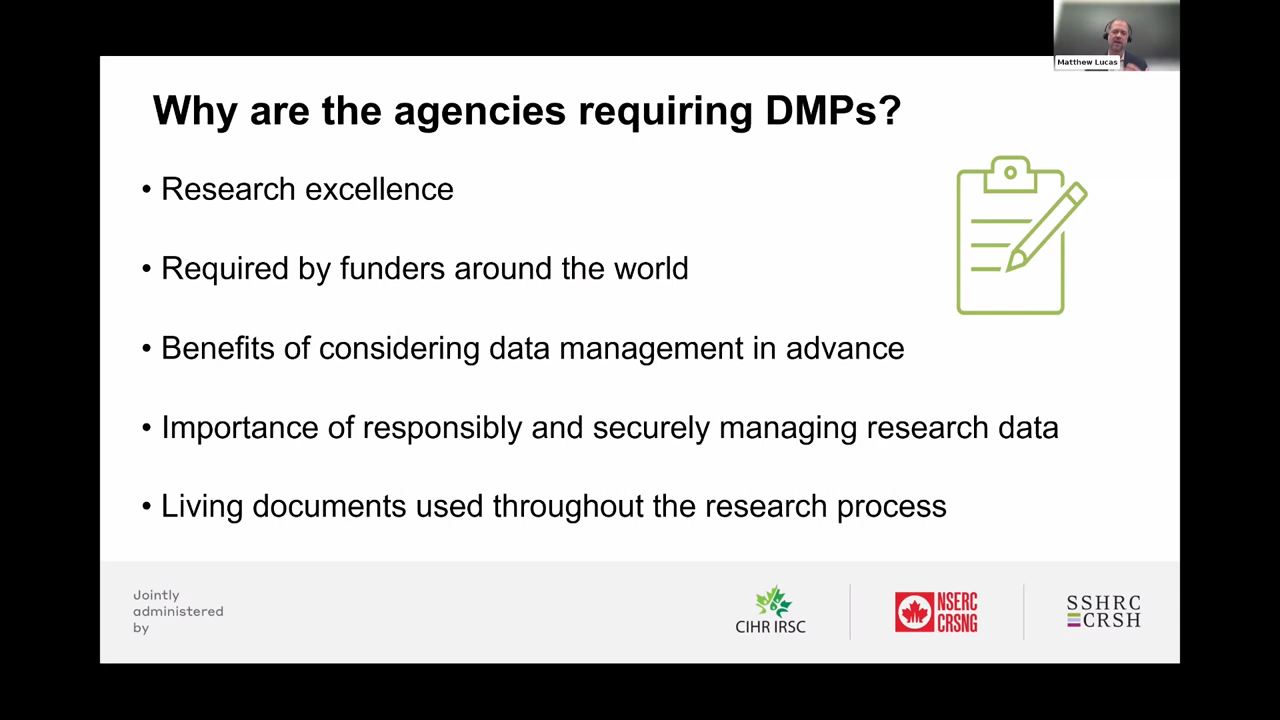 Matthew Lucas
Why are the agencies requiring DMPs?
• Research excellence
• Required by funders around the world
• Benefits of considering data management in advance
• Importance of responsibly and securely managing research data
• Living documents used throughout the research process
Jointly
administered
by
CIHR IRSC
NSERC
CRSNG
SSHRC
CRSH